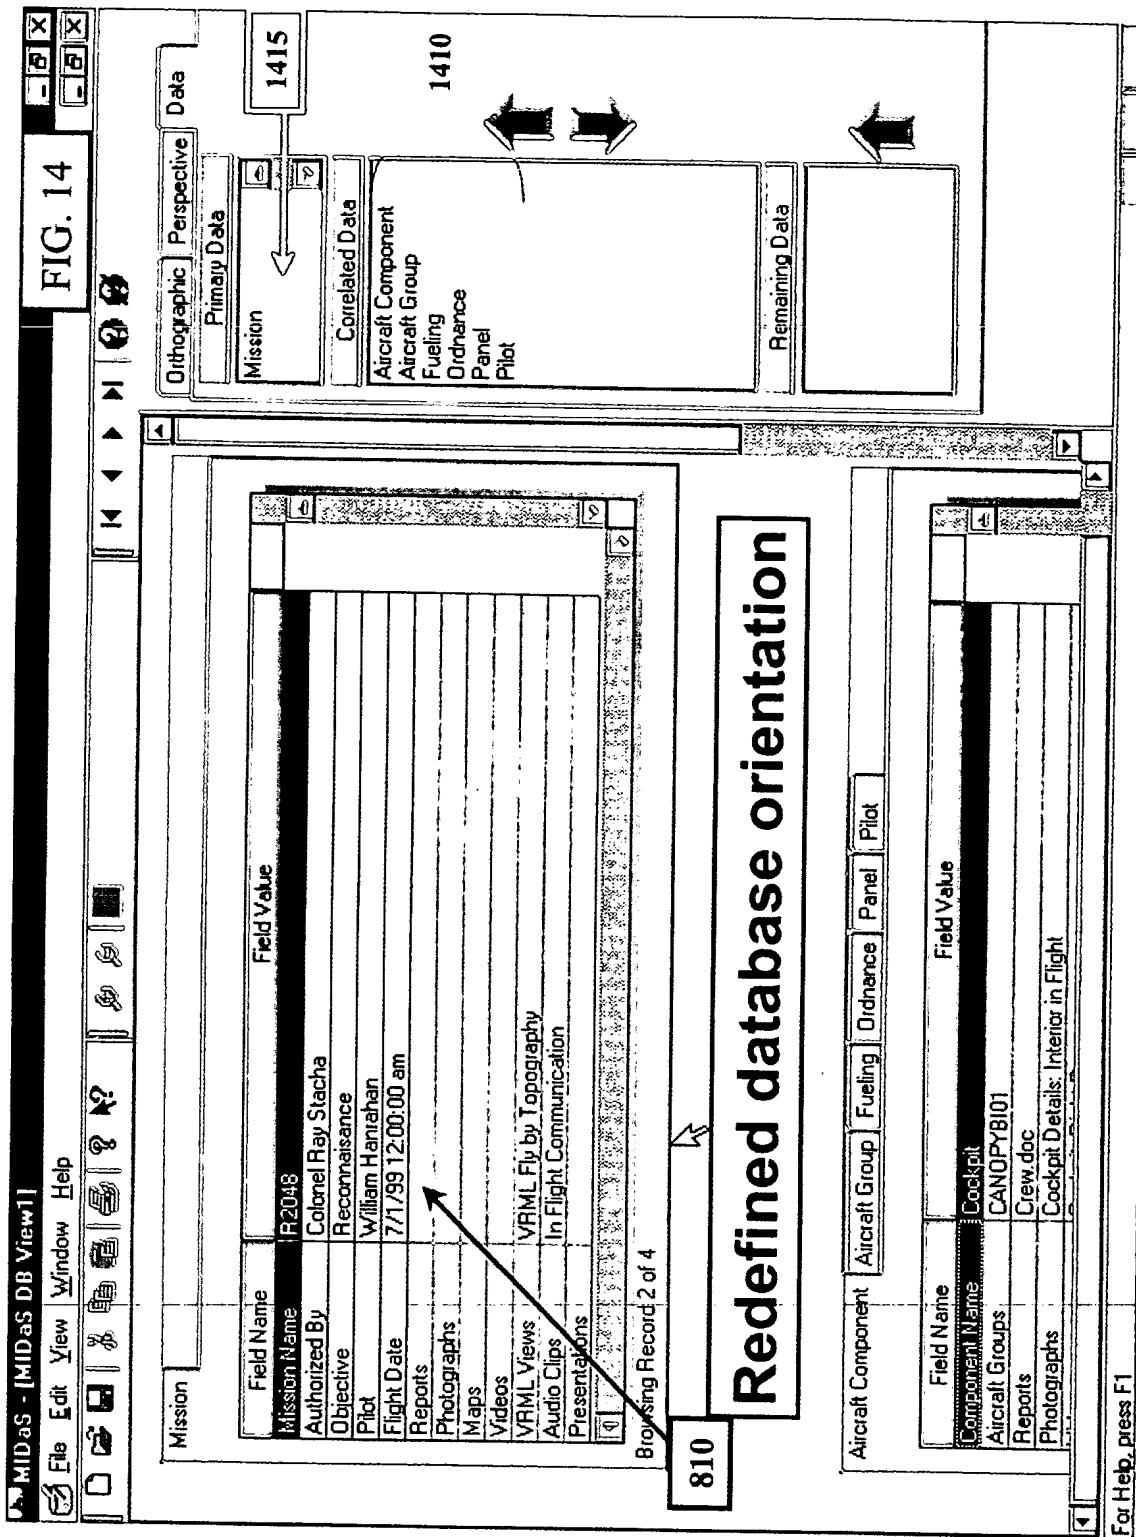 MIDaS - [MIDaS DB View1]
FIG. 14
File Edit View Window Help
Mission
Field Name Field Value
Mission Name R2048
Authorized By Colonel Ray Stacha
Objective Reconnaisance
Pilot William Hanrahan
Flight Date 7/1/99 12:00:00 am
Reports
Photographs
Maps
Videos
VRML Views VRML Fly by Topography
Audio Clips In Flight Communication
Presentations
Browsing Record 2 of 4
810
Redefined database orientation
Aircraft Component Aircraft Group Fueling Ordnance Panel Pilot
Field Name Field Value
Component Name Cockpit
Aircraft Groups CANOPYBI01
Reports Crew.doc
Photographs Cockpit Details: Interior in Flight
Orthographic Perspective Data
Primary Data
Mission
1415
Correlated Data
1410
Aircraft Component
Aircraft Group
Fueling
Ordnance
Panel
Pilot
Remaining Data
For Help, press F1